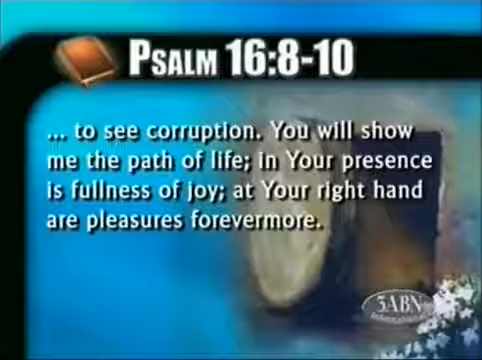 PSALM 16:8-10
... to see corruption. You will show
me the path of life; in Your presence
is fullness of joy; at Your right hand
are pleasures forevermore.
3ABN
International